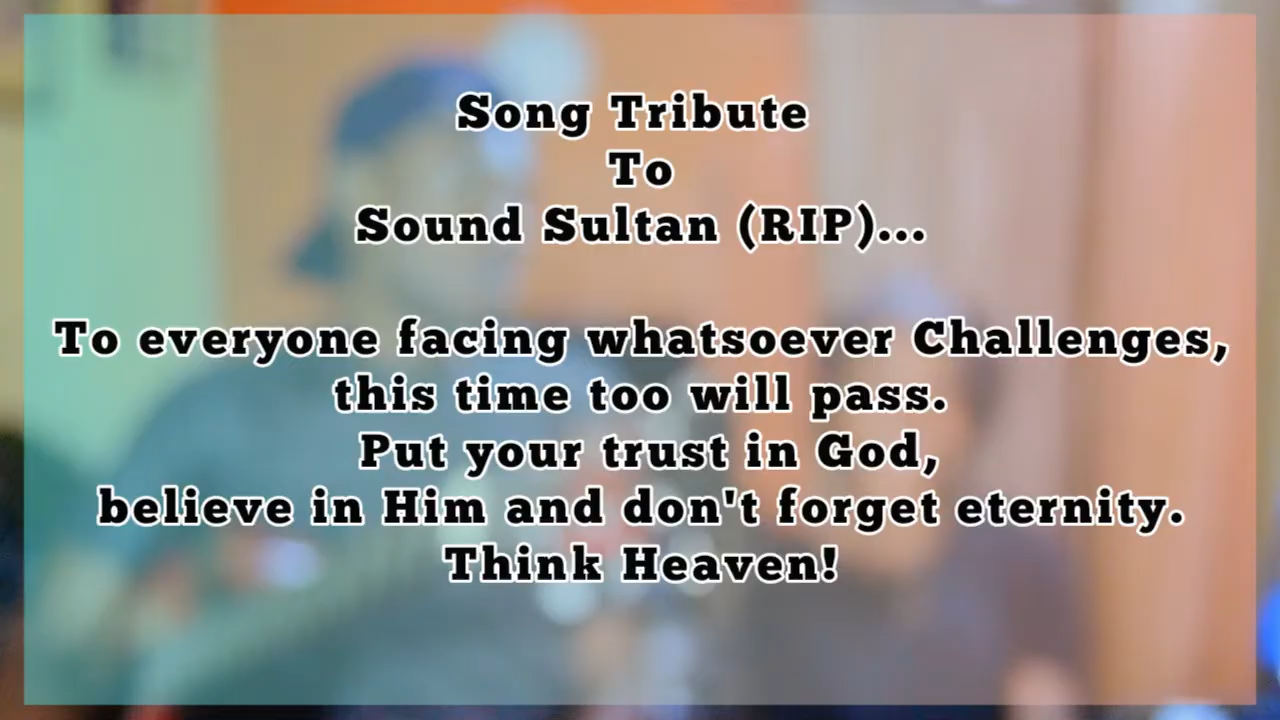 Song Tribute
To
Sound Sultan (RIP)...
To everyone facing whatsoever Challenges,
this time too will pass.
Put your trust in God,
believe in Him and don't forget eternity.
Think Heaven!